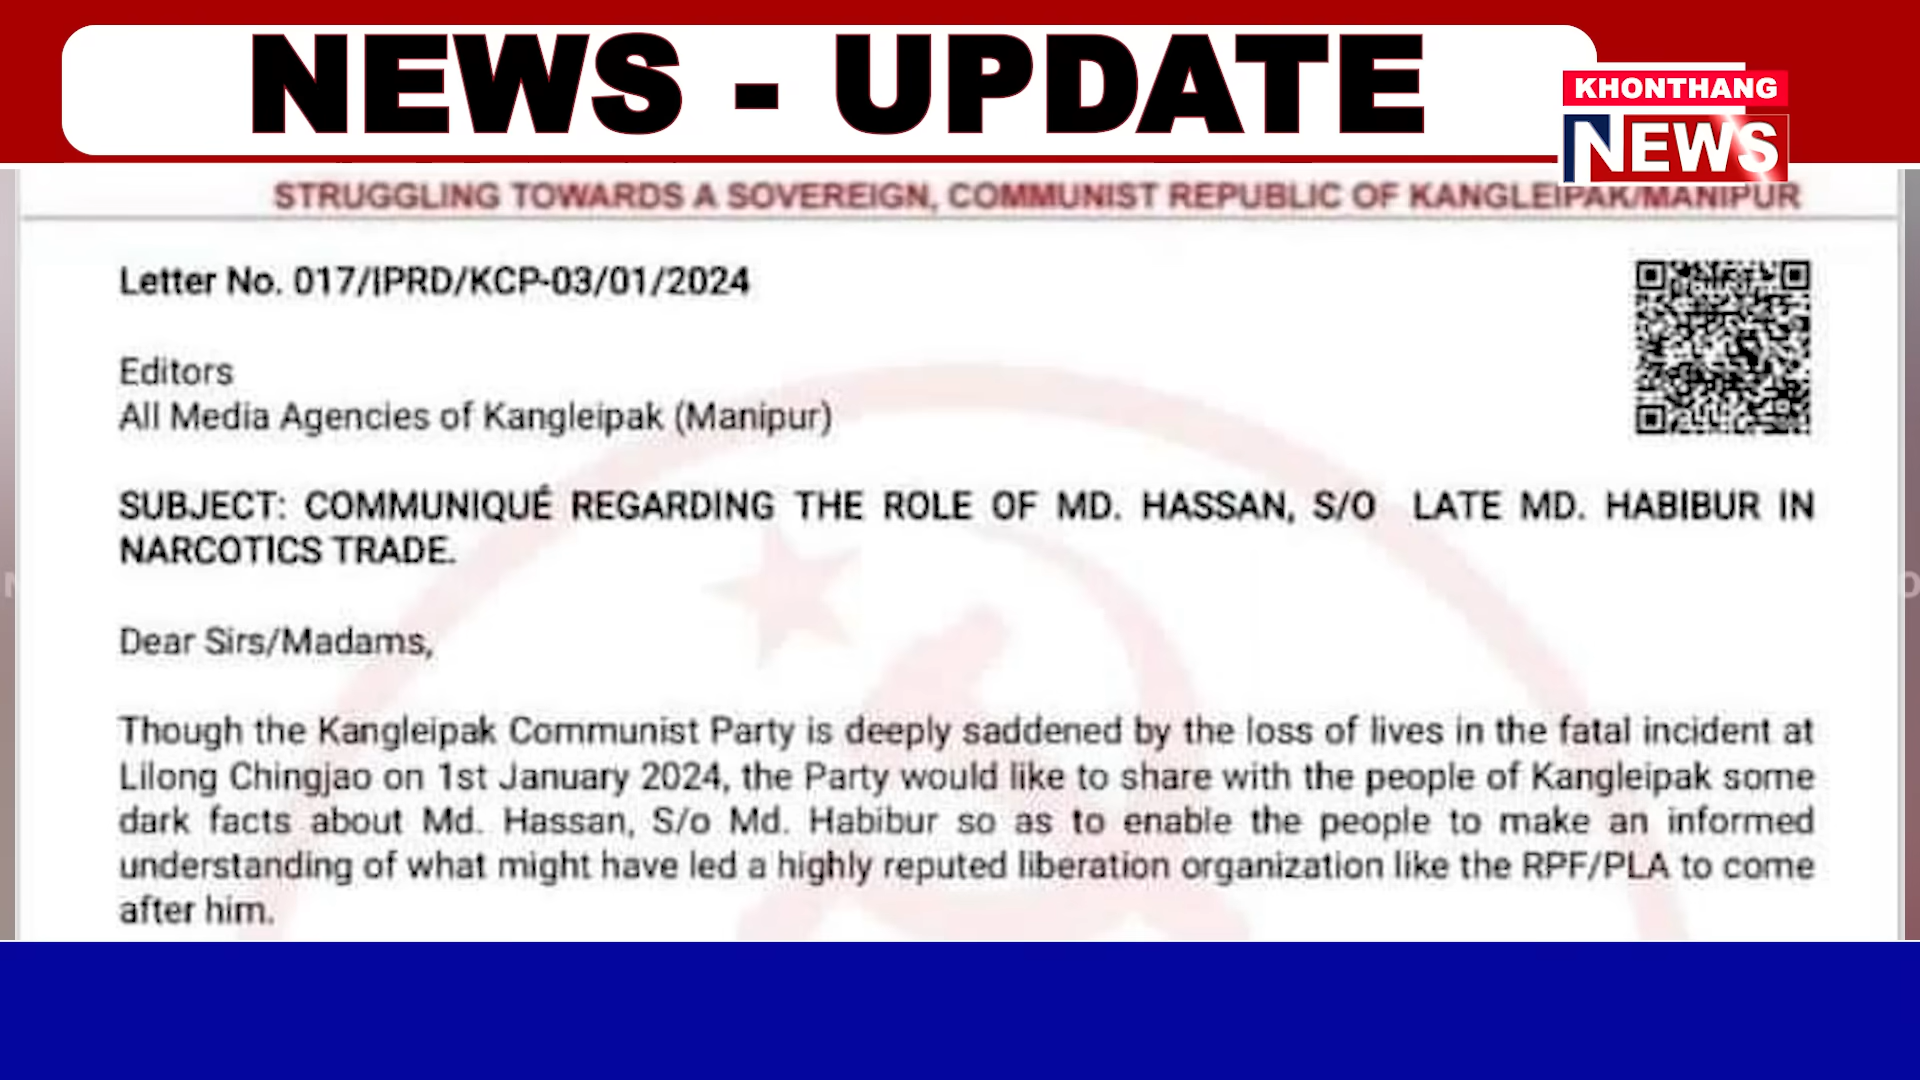 NEWS - UPDATE
KHONTHANG
NEWS
STRUGGLING TOWARDS A SOVEREIGN, COMMUNIST REPUBLIC OF KANGLEIPAK/MANIPUR
Letter No. 017/IPRD/KCP-03/01/2024
Editors
All Media Agencies of Kangleipak (Manipur)
SUBJECT: COMMUNIQUÉ REGARDING THE ROLE OF MD. HASSAN, S/O LATE MD. HABIBUR IN
NARCOTICS TRADE.
Dear Sirs/Madams,
Though the Kangleipak Communist Party is deeply saddened by the loss of lives in the fatal incident at
Lilong Chingjao on 1st January 2024, the Party would like to share with the people of Kangleipak some
dark facts about Md. Hassan, S/o Md. Habibur so as to enable the people to make an informed
understanding of what might have led a highly reputed liberation organization like the RPF/PLA to come
after him.